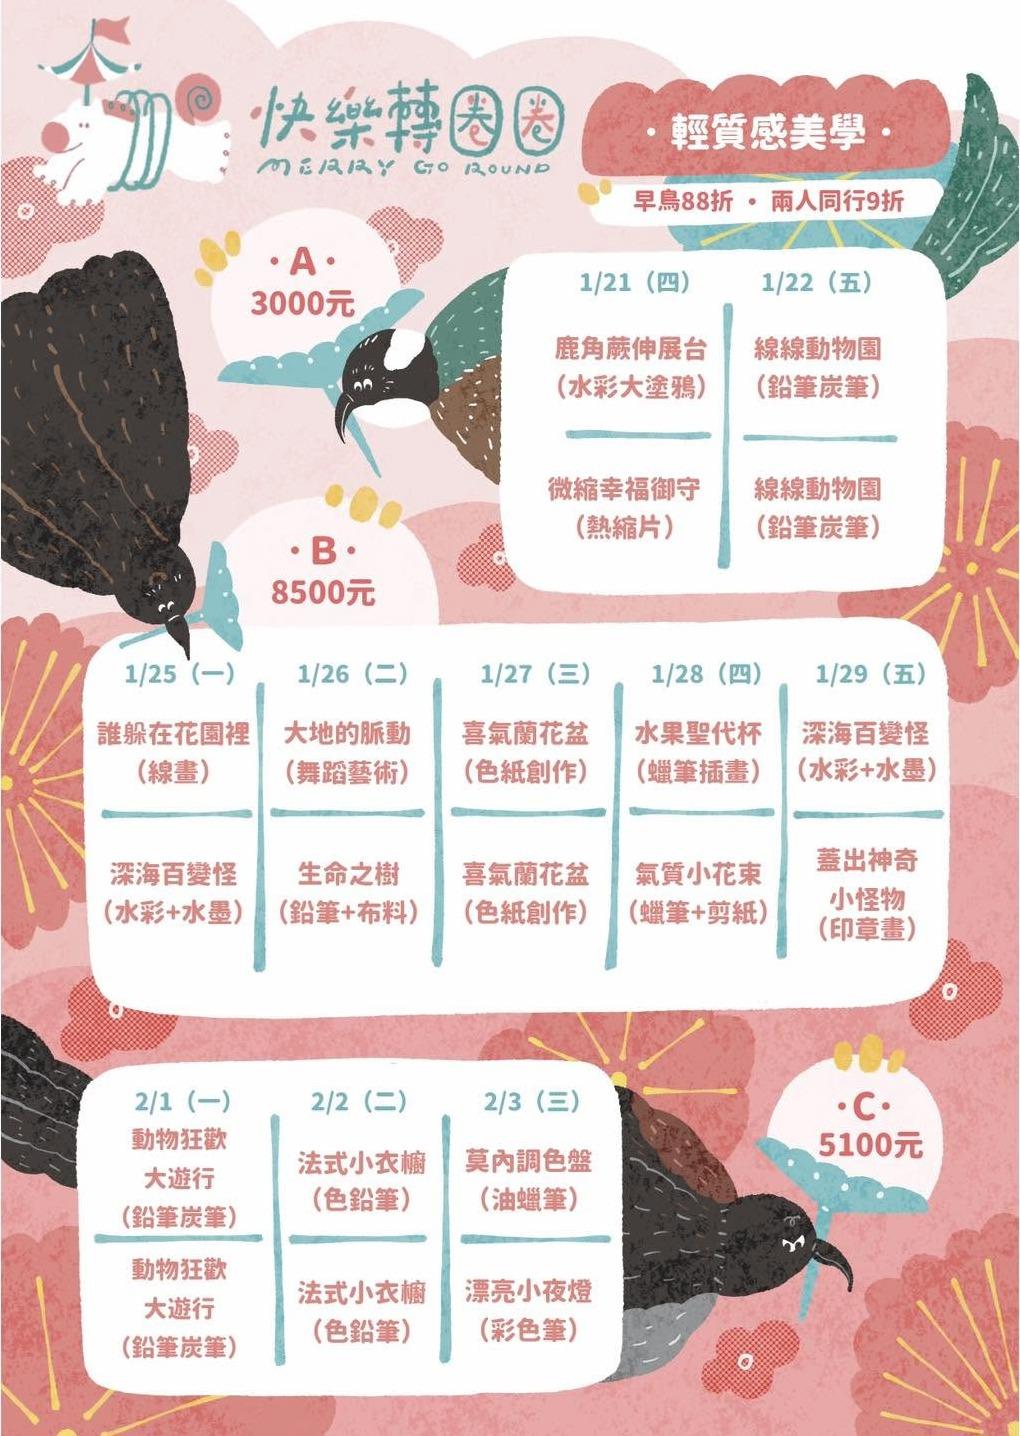 快樂轉圈圈
MERRY GO ROUND
·輕質感美學·
早鳥88折 · 兩人同行9折
·A·
3000元
1/21（四） 1/22（五）
鹿角蕨伸展台 線線動物園
（水彩大塗鴉） （鉛筆炭筆）
微縮幸福御守 線線動物園
（熱縮片） （鉛筆炭筆）
·B·
8500元
1/25（一） 1/26（二） 1/27（三） 1/28（四） 1/29（五）
誰躲在花園裡 大地的脈動 喜氣蘭花盆 水果聖代杯 深海百變怪
（線畫） （舞蹈藝術） （色紙創作） （蠟筆插畫） （水彩+水墨）
深海百變怪 生命之樹 喜氣蘭花盆 氣質小花束 蓋出神奇
（水彩+水墨） （鉛筆+布料） （色紙創作） （蠟筆+剪紙） 小怪物
（印章畫）
·C·
5100元
2/1（一） 2/2（二） 2/3（三）
動物狂歡
大遊行 法式小衣櫥 莫內調色盤
（鉛筆炭筆） （色鉛筆） （油蠟筆）
動物狂歡
大遊行 法式小衣櫥 漂亮小夜燈
（鉛筆炭筆） （色鉛筆） （彩色筆）